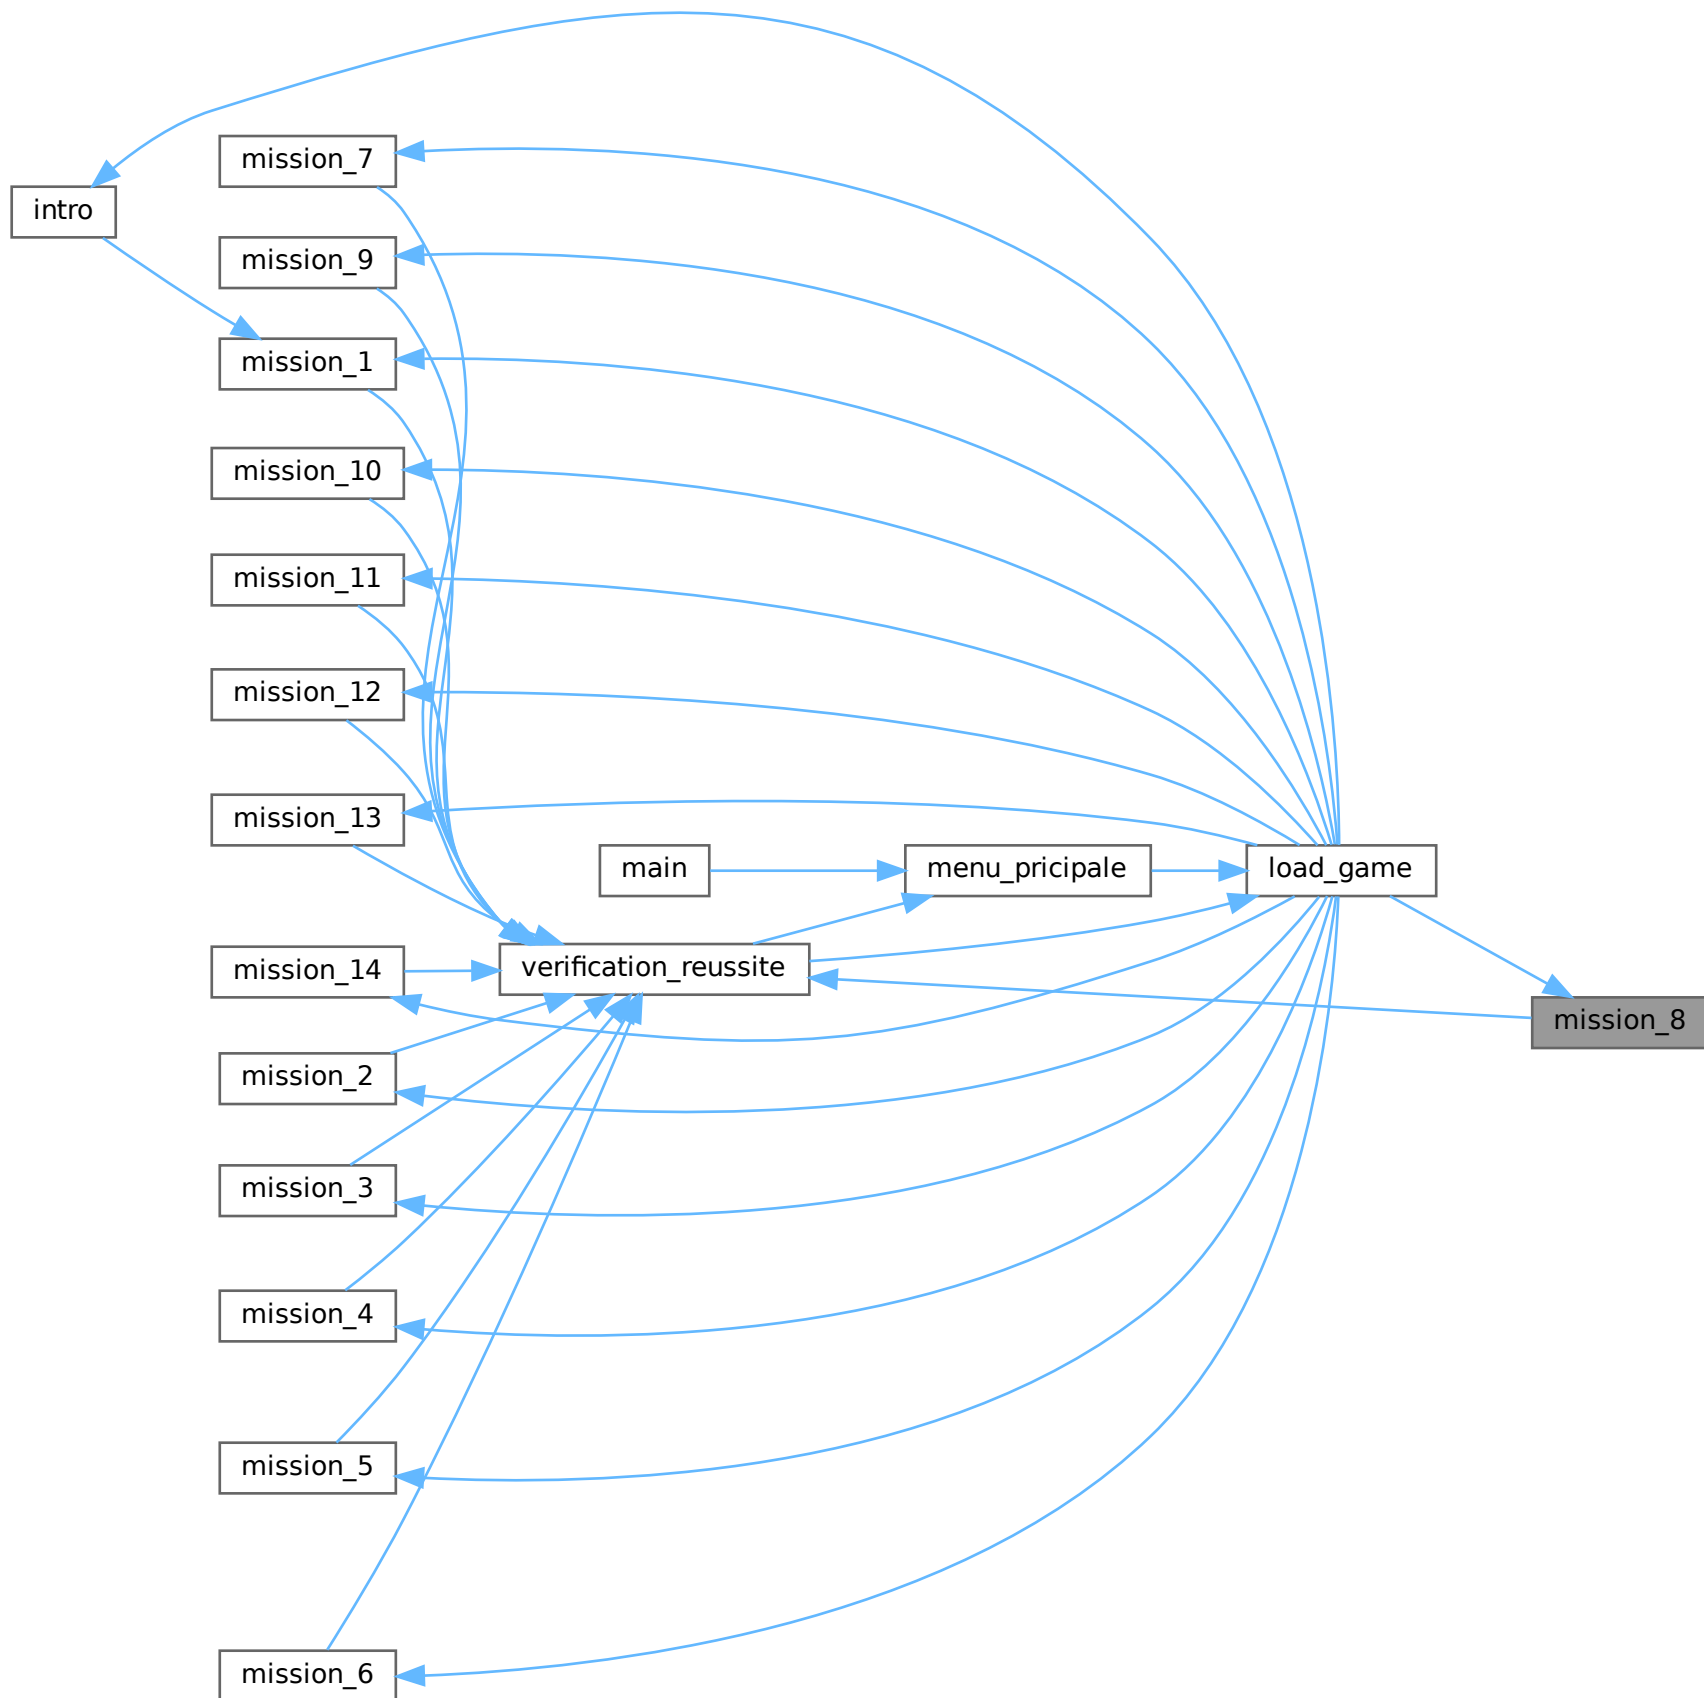 mission_7
intro
mission_9
mission_1
mission_10
mission_11
mission_12
mission_13
main
menu_pricipale
load_game
mission_14
verification_reussite
mission_8
mission_2
mission_3
mission_4
mission_5
mission_6